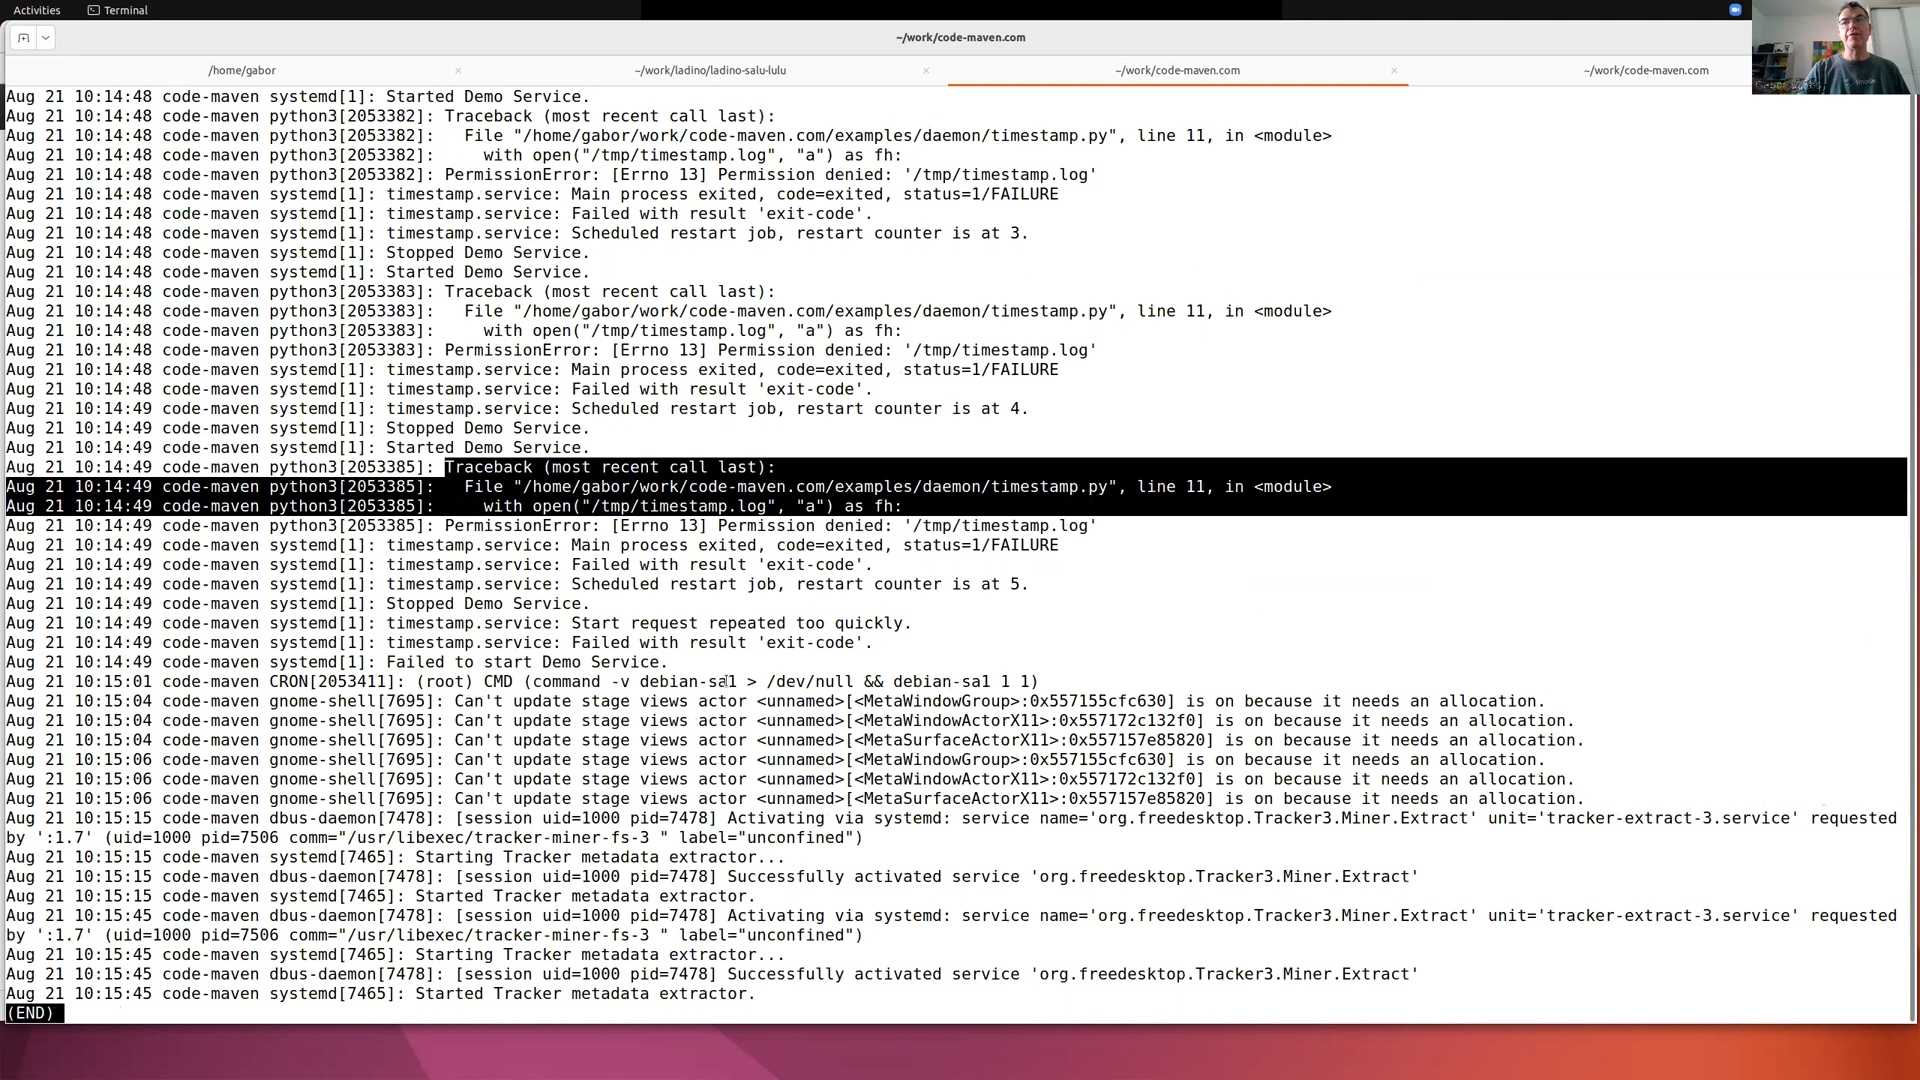 Activities
Terminal
~/work/code-maven.com
/home/gabor
~/work/ladino/ladino-salu-lulu
~/work/code-maven.com
~/work/code-maven.com
Aug 21 10:14:48 code-maven systemd[1]: Started Demo Service.
Aug 21 10:14:48 code-maven python3[2053382]: Traceback (most recent call last):
Aug 21 10:14:48 code-maven python3[2053382]:   File "/home/gabor/work/code-maven.com/examples/daemon/timestamp.py", line 11, in <module>
Aug 21 10:14:48 code-maven python3[2053382]:     with open("/tmp/timestamp.log", "a") as fh:
Aug 21 10:14:48 code-maven python3[2053382]: PermissionError: [Errno 13] Permission denied: '/tmp/timestamp.log'
Aug 21 10:14:48 code-maven systemd[1]: timestamp.service: Main process exited, code=exited, status=1/FAILURE
Aug 21 10:14:48 code-maven systemd[1]: timestamp.service: Failed with result 'exit-code'.
Aug 21 10:14:48 code-maven systemd[1]: timestamp.service: Scheduled restart job, restart counter is at 3.
Aug 21 10:14:48 code-maven systemd[1]: Stopped Demo Service.
Aug 21 10:14:48 code-maven systemd[1]: Started Demo Service.
Aug 21 10:14:48 code-maven python3[2053383]: Traceback (most recent call last):
Aug 21 10:14:48 code-maven python3[2053383]:   File "/home/gabor/work/code-maven.com/examples/daemon/timestamp.py", line 11, in <module>
Aug 21 10:14:48 code-maven python3[2053383]:     with open("/tmp/timestamp.log", "a") as fh:
Aug 21 10:14:48 code-maven python3[2053383]: PermissionError: [Errno 13] Permission denied: '/tmp/timestamp.log'
Aug 21 10:14:48 code-maven systemd[1]: timestamp.service: Main process exited, code=exited, status=1/FAILURE
Aug 21 10:14:48 code-maven systemd[1]: timestamp.service: Failed with result 'exit-code'.
Aug 21 10:14:49 code-maven systemd[1]: timestamp.service: Scheduled restart job, restart counter is at 4.
Aug 21 10:14:49 code-maven systemd[1]: Stopped Demo Service.
Aug 21 10:14:49 code-maven systemd[1]: Started Demo Service.
Aug 21 10:14:49 code-maven python3[2053385]: Traceback (most recent call last):
Aug 21 10:14:49 code-maven python3[2053385]:   File "/home/gabor/work/code-maven.com/examples/daemon/timestamp.py", line 11, in <module>
Aug 21 10:14:49 code-maven python3[2053385]:     with open("/tmp/timestamp.log", "a") as fh:
Aug 21 10:14:49 code-maven python3[2053385]: PermissionError: [Errno 13] Permission denied: '/tmp/timestamp.log'
Aug 21 10:14:49 code-maven systemd[1]: timestamp.service: Main process exited, code=exited, status=1/FAILURE
Aug 21 10:14:49 code-maven systemd[1]: timestamp.service: Failed with result 'exit-code'.
Aug 21 10:14:49 code-maven systemd[1]: timestamp.service: Scheduled restart job, restart counter is at 5.
Aug 21 10:14:49 code-maven systemd[1]: Stopped Demo Service.
Aug 21 10:14:49 code-maven systemd[1]: timestamp.service: Start request repeated too quickly.
Aug 21 10:14:49 code-maven systemd[1]: timestamp.service: Failed with result 'exit-code'.
Aug 21 10:14:49 code-maven systemd[1]: Failed to start Demo Service.
Aug 21 10:15:01 code-maven CRON[2053411]: (root) CMD (command -v debian-sa1 > /dev/null && debian-sa1 1 1)
Aug 21 10:15:04 code-maven gnome-shell[7695]: Can't update stage views actor <unnamed>[<MetaWindowGroup>:0x557155cfc630] is on because it needs an allocation.
Aug 21 10:15:04 code-maven gnome-shell[7695]: Can't update stage views actor <unnamed>[<MetaWindowActorX11>:0x557172c132f0] is on because it needs an allocation.
Aug 21 10:15:04 code-maven gnome-shell[7695]: Can't update stage views actor <unnamed>[<MetaSurfaceActorX11>:0x557157e85820] is on because it needs an allocation.
Aug 21 10:15:06 code-maven gnome-shell[7695]: Can't update stage views actor <unnamed>[<MetaWindowGroup>:0x557155cfc630] is on because it needs an allocation.
Aug 21 10:15:06 code-maven gnome-shell[7695]: Can't update stage views actor <unnamed>[<MetaWindowActorX11>:0x557172c132f0] is on because it needs an allocation.
Aug 21 10:15:06 code-maven gnome-shell[7695]: Can't update stage views actor <unnamed>[<MetaSurfaceActorX11>:0x557157e85820] is on because it needs an allocation.
Aug 21 10:15:15 code-maven dbus-daemon[7478]: [session uid=1000 pid=7478] Activating via systemd: service name='org.freedesktop.Tracker3.Miner.Extract' unit='tracker-extract-3.service' requested
by ':1.7' (uid=1000 pid=7506 comm="/usr/libexec/tracker-miner-fs-3 " label="unconfined")
Aug 21 10:15:15 code-maven systemd[7465]: Starting Tracker metadata extractor...
Aug 21 10:15:15 code-maven dbus-daemon[7478]: [session uid=1000 pid=7478] Successfully activated service 'org.freedesktop.Tracker3.Miner.Extract'
Aug 21 10:15:15 code-maven systemd[7465]: Started Tracker metadata extractor.
Aug 21 10:15:45 code-maven dbus-daemon[7478]: [session uid=1000 pid=7478] Activating via systemd: service name='org.freedesktop.Tracker3.Miner.Extract' unit='tracker-extract-3.service' requested
by ':1.7' (uid=1000 pid=7506 comm="/usr/libexec/tracker-miner-fs-3 " label="unconfined")
Aug 21 10:15:45 code-maven systemd[7465]: Starting Tracker metadata extractor...
Aug 21 10:15:45 code-maven dbus-daemon[7478]: [session uid=1000 pid=7478] Successfully activated service 'org.freedesktop.Tracker3.Miner.Extract'
Aug 21 10:15:45 code-maven systemd[7465]: Started Tracker metadata extractor.
(END)